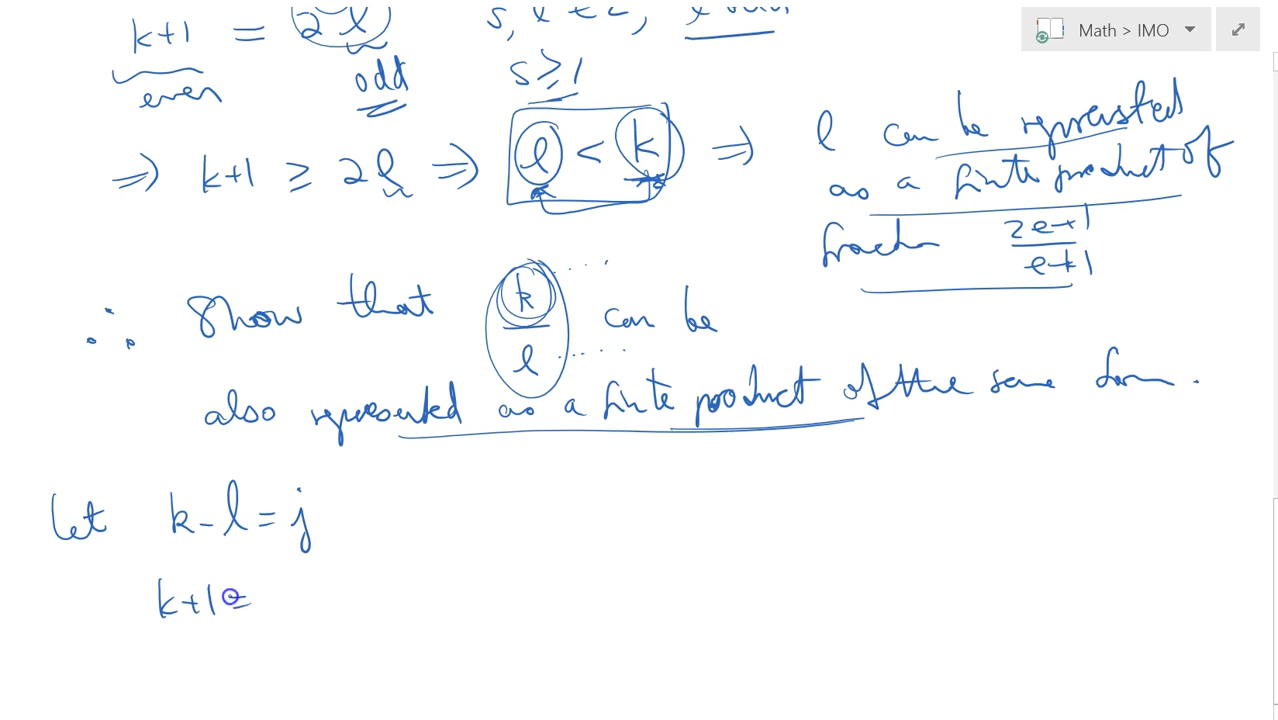 Math > IMO
k+1 = 2 l
even odd s ≥ 1
⇒ k+1 ≥ 2l ⇒ l < k ⇒ l can be represented
as a finite product of
fraction 2e+1/e+1
∴ Show that k/l can be
also represented as a finite product of the same form.
Let k-l = j
k+1 =